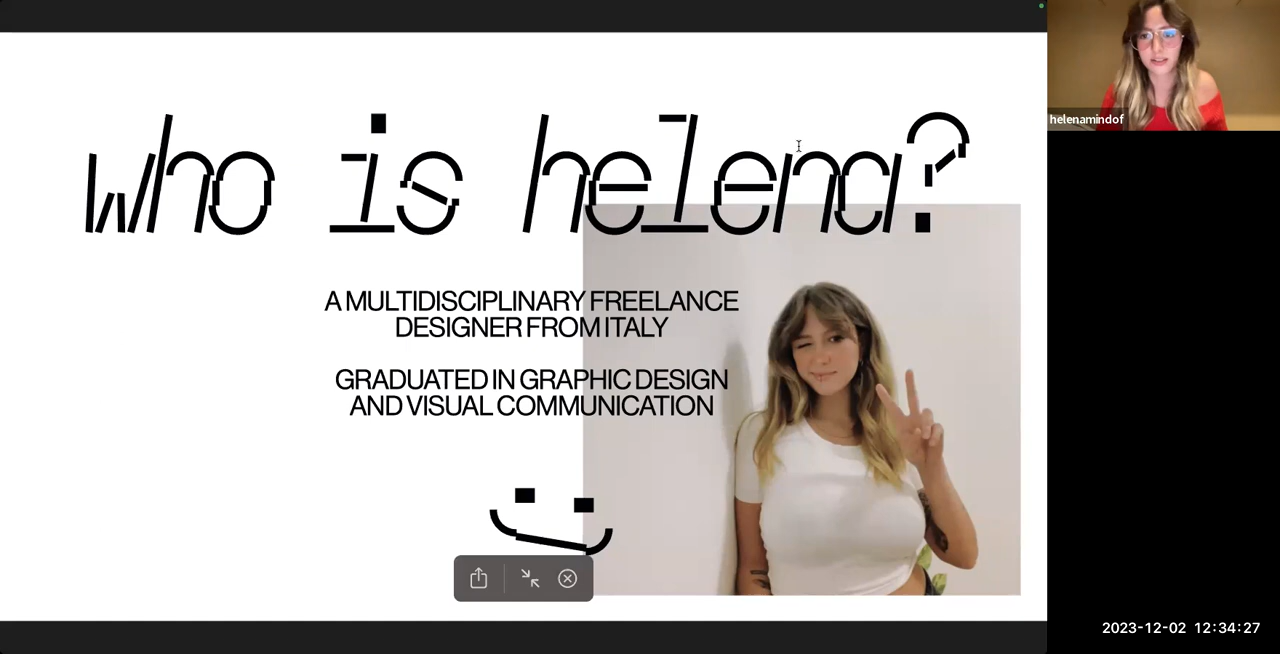 who is helena?
A MULTIDISCIPLINARY FREELANCE
DESIGNER FROM ITALY
GRADUATED IN GRAPHIC DESIGN
AND VISUAL COMMUNICATION
helenamindof
2023-12-02 12:34:27